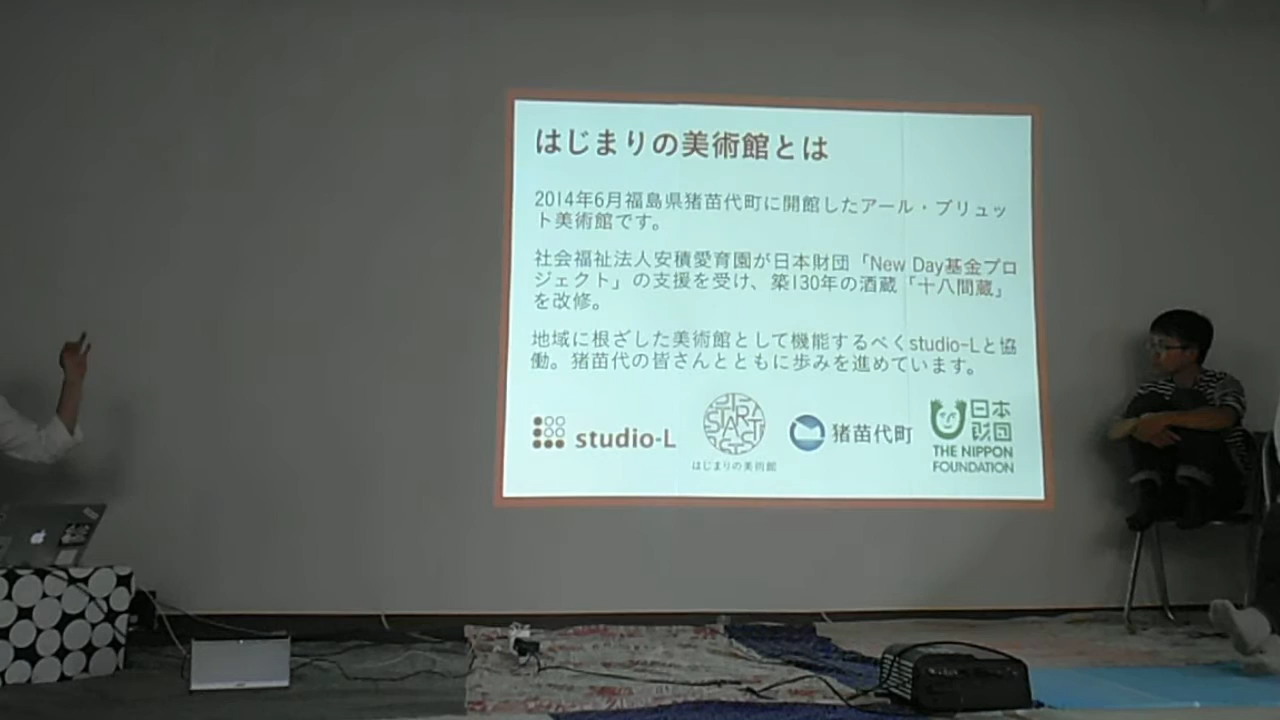 はじまりの美術館とは
2014年6月福島県猪苗代町に開館したアール・ブリュッ
ト美術館です。
社会福祉法人安積愛育園が日本財団「New Day基金プロ
ジェクト」の支援を受け、築130年の酒蔵「十八間蔵」
を改修。
地域に根ざした美術館として機能するべくstudio-Lと協
働。猪苗代の皆さんとともに歩みを進めています。
studio-L
START
はじまりの美術館
猪苗代町
日本
財団
THE NIPPON
FOUNDATION